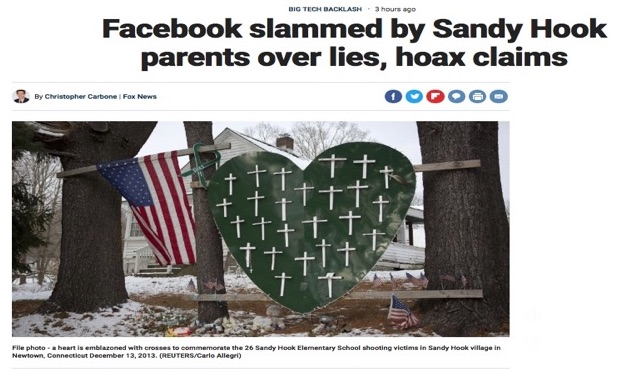 BIG TECH BACKLASH · 3 hours ago
Facebook slammed by Sandy Hook
parents over lies, hoax claims
By Christopher Carbone | Fox News
File photo - a heart is emblazoned with crosses to commemorate the 26 Sandy Hook Elementary School shooting victims in Sandy Hook village in
Newtown, Connecticut December 13, 2013. (REUTERS/Carlo Allegri)